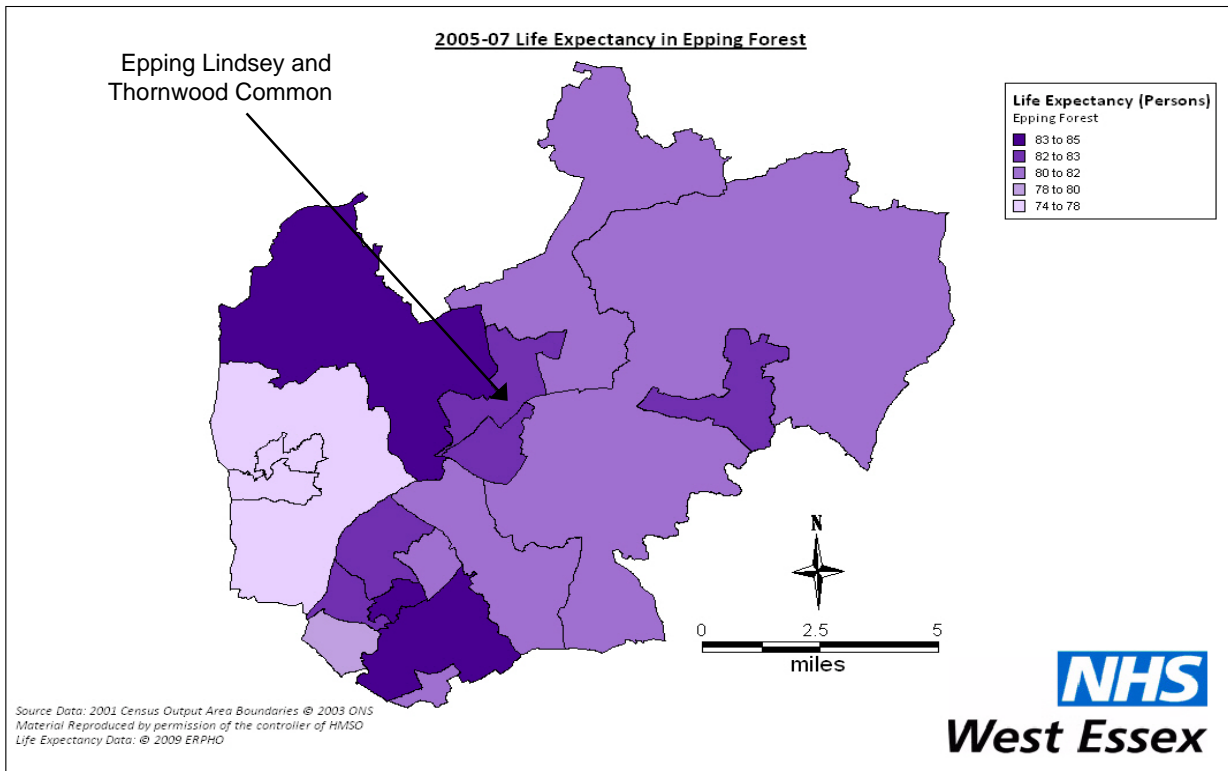 2005-07 Life Expectancy in Epping Forest
Epping Lindsey and
Thornwood Common
Life Expectancy (Persons)
Epping Forest
83 to 85
82 to 83
80 to 82
78 to 80
74 to 78
N
0 2.5 5
miles
Source Data: 2001 Census Output Area Boundaries © 2003 ONS
Material Reproduced by permission of the controller of HMSO
Life Expectancy Data: © 2009 ERPHO
NHS
West Essex